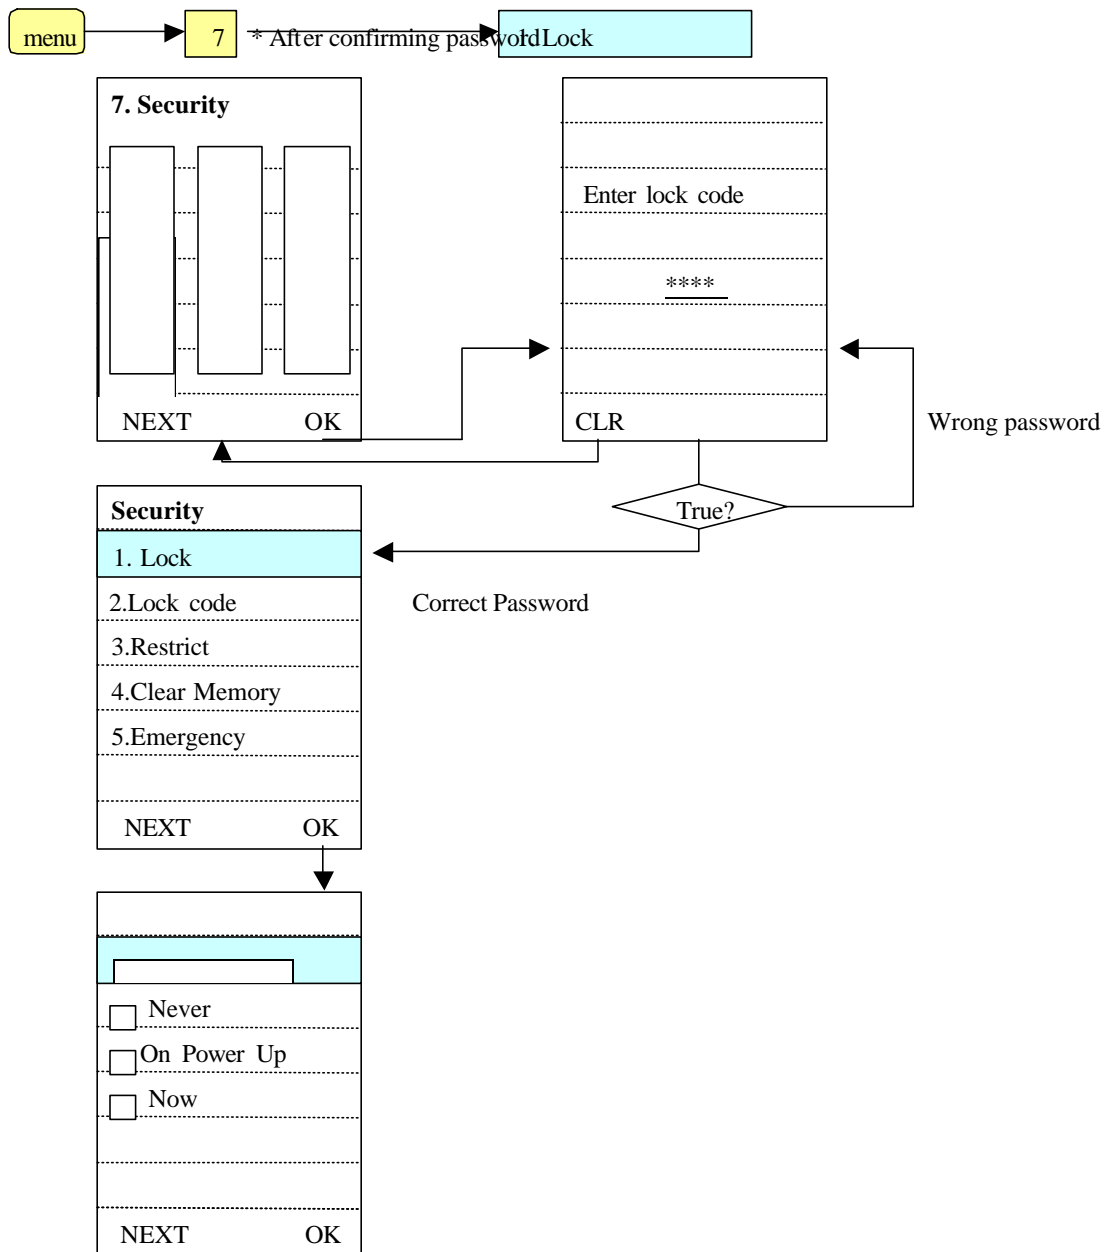 menu 7 * After confirming password Lock
7. Security
Enter lock code
****
NEXT OK
CLR
Wrong password
True?
Security
1. Lock
2.Lock code
Correct Password
3.Restrict
4.Clear Memory
5.Emergency
NEXT OK
Never
On Power Up
Now
NEXT OK